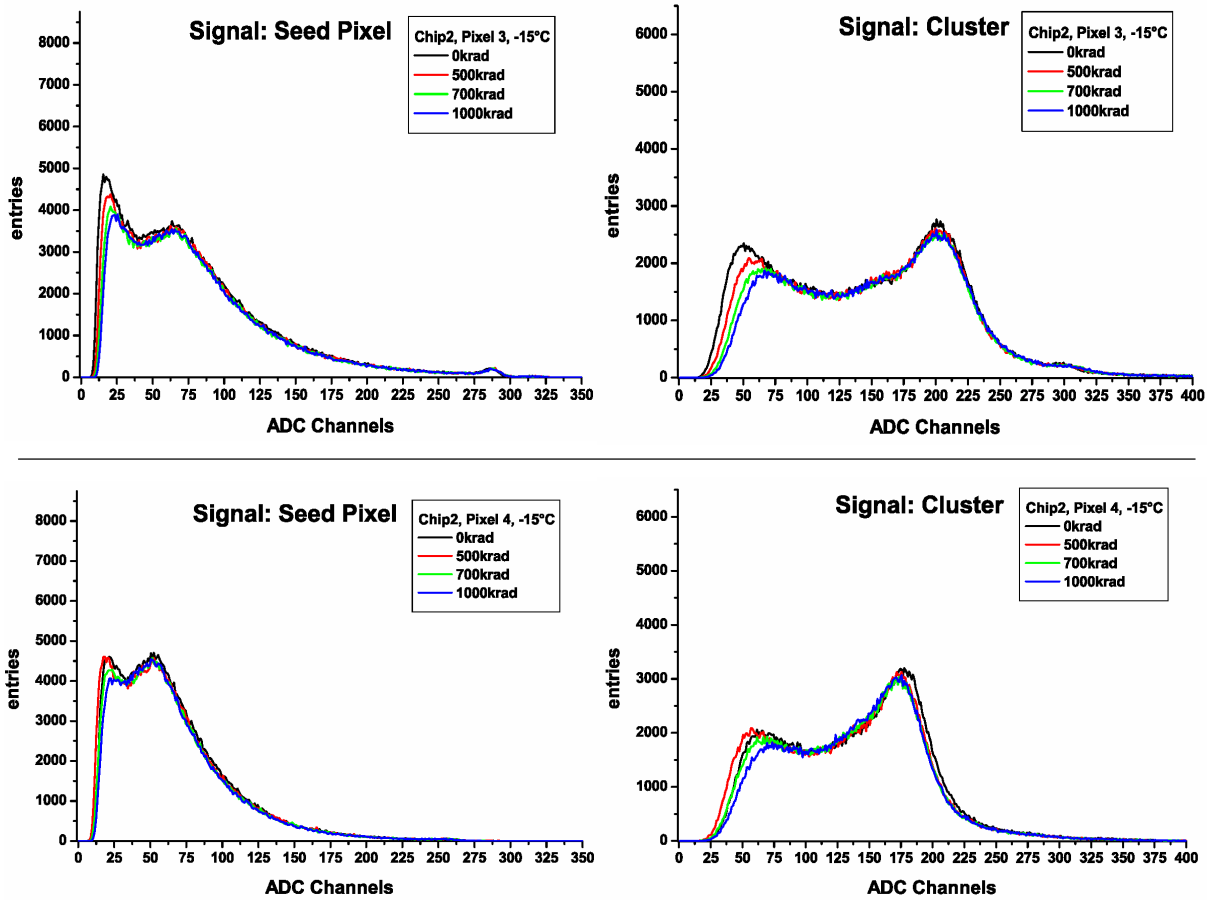 Signal: Seed Pixel
Chip2, Pixel 3, -15°C
0krad
500krad
700krad
1000krad
8000
7000
6000
5000
4000
3000
2000
1000
0
entries
0 25 50 75 100 125 150 175 200 225 250 275 300 325 350
ADC Channels
Signal: Cluster
Chip2, Pixel 3, -15°C
0krad
500krad
700krad
1000krad
6000
5000
4000
3000
2000
1000
0
entries
0 25 50 75 100 125 150 175 200 225 250 275 300 325 350 375 400
ADC Channels
Signal: Seed Pixel
Chip2, Pixel 4, -15°C
0krad
500krad
700krad
1000krad
8000
7000
6000
5000
4000
3000
2000
1000
0
entries
0 25 50 75 100 125 150 175 200 225 250 275 300 325 350
ADC Channels
Signal: Cluster
Chip2, Pixel 4, -15°C
0krad
500krad
700krad
1000krad
6000
5000
4000
3000
2000
1000
0
entries
0 25 50 75 100 125 150 175 200 225 250 275 300 325 350 375 400
ADC Channels